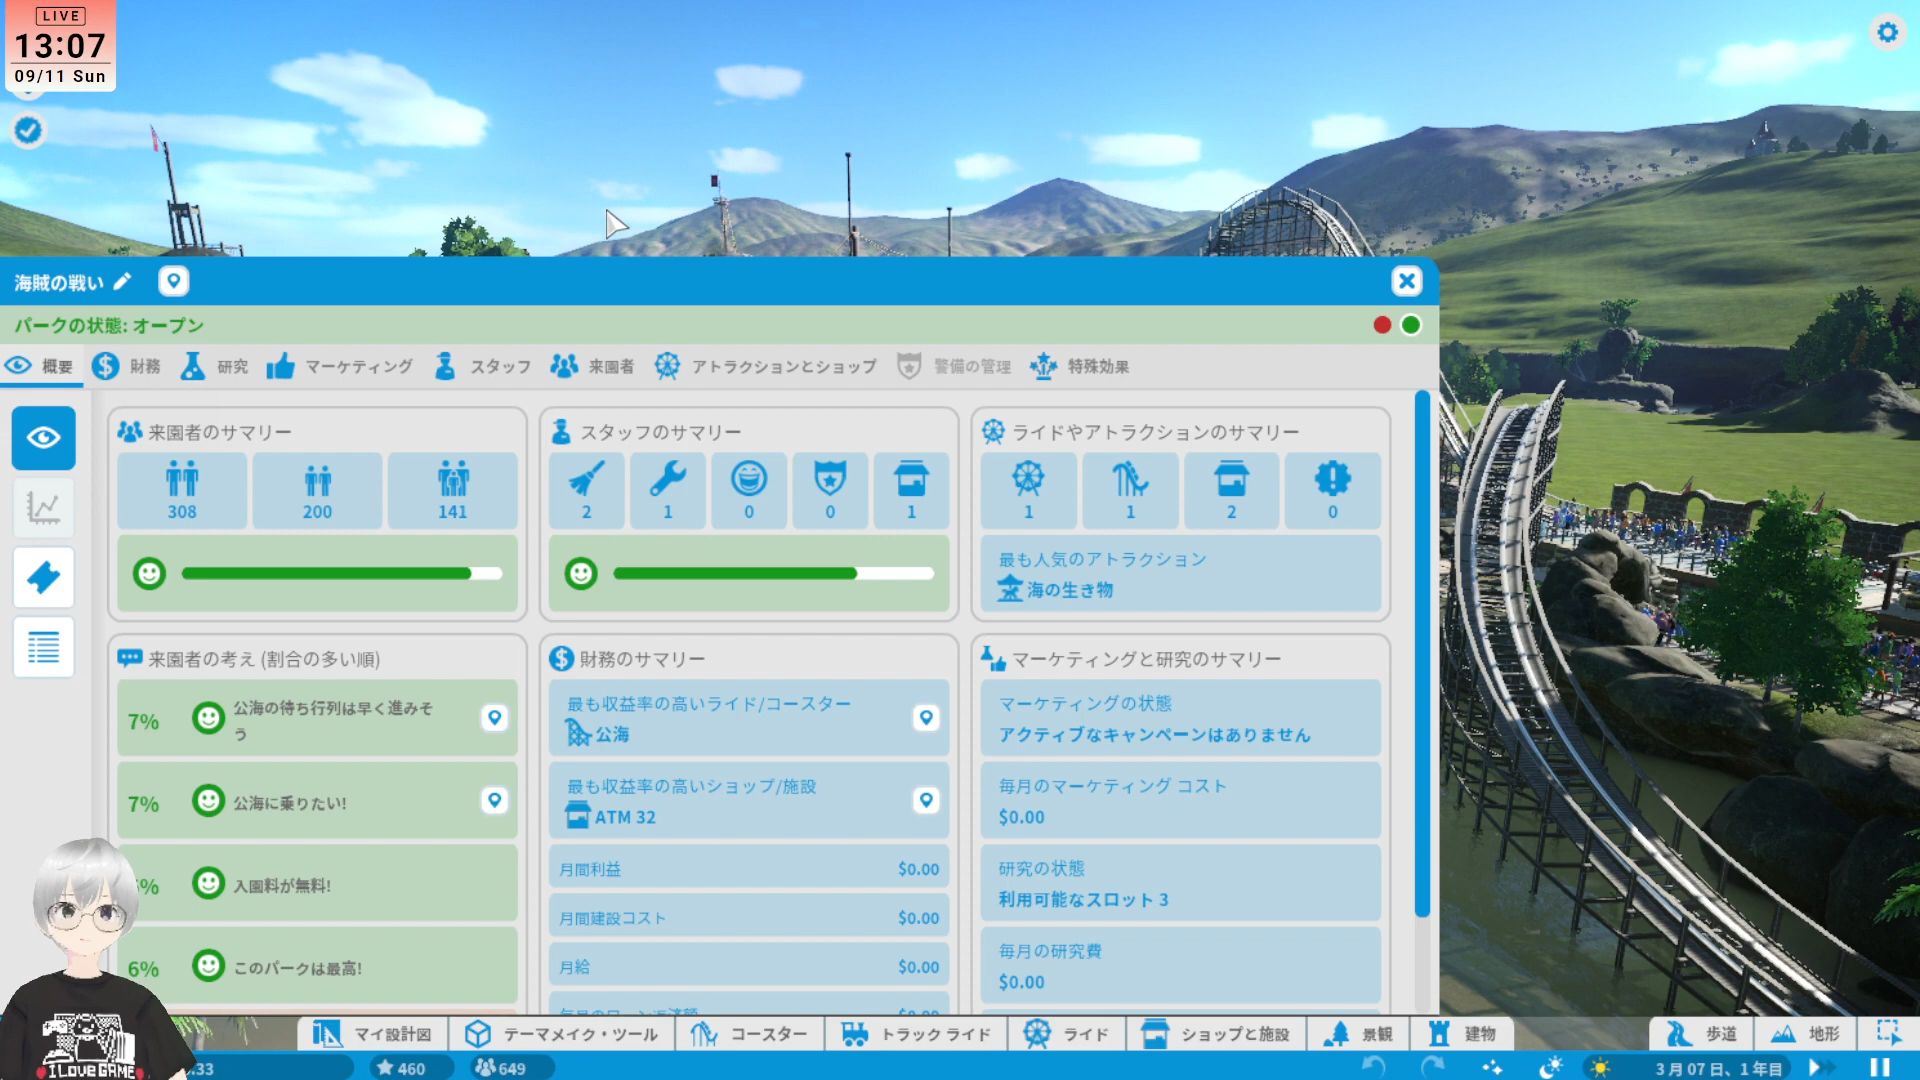 LIVE
13:07
09/11 Sun
海賊の戦い
パークの状態: オープン
概要
財務
研究
マーケティング
スタッフ
来園者
アトラクションとショップ
警備の管理
特殊効果
来園者のサマリー
308
200
141
スタッフのサマリー
2
1
0
0
1
ライドやアトラクションのサマリー
1
1
2
0
最も人気のアトラクション
海の生き物
来園者の考え (割合の多い順)
7%
公海の待ち行列は早く進みそ
う
7%
公海に乗りたい!
%
入園料が無料!
6%
このパークは最高!
財務のサマリー
最も収益率の高いライド/コースター
公海
最も収益率の高いショップ/施設
ATM 32
月間利益 $0.00
月間建設コスト $0.00
月給 $0.00
マーケティングと研究のサマリー
マーケティングの状態
アクティブなキャンペーンはありません
毎月のマーケティング コスト
$0.00
研究の状態
利用可能なスロット 3
毎月の研究費
$0.00
I LOVE GAME
マイ設計図
テーマメイク・ツール
コースター
トラック ライド
ライド
ショップと施設
景観
建物
歩道
地形
.33
460
649
3 月 07 日、1 年目